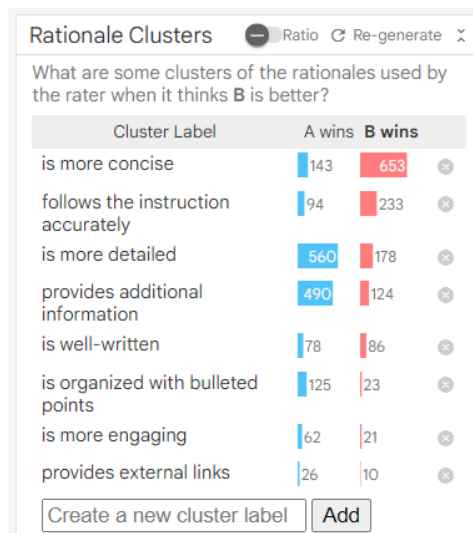 Rationale Clusters Ratio Re-generate
What are some clusters of the rationales used by
the rater when it thinks B is better?
Cluster Label A wins B wins
is more concise 143 653
follows the instruction 94 233
accurately
is more detailed 560 178
provides additional 490 124
information
is well-written 78 86
is organized with bulleted 125 23
points
is more engaging 62 21
provides external links 26 10
Create a new cluster label Add